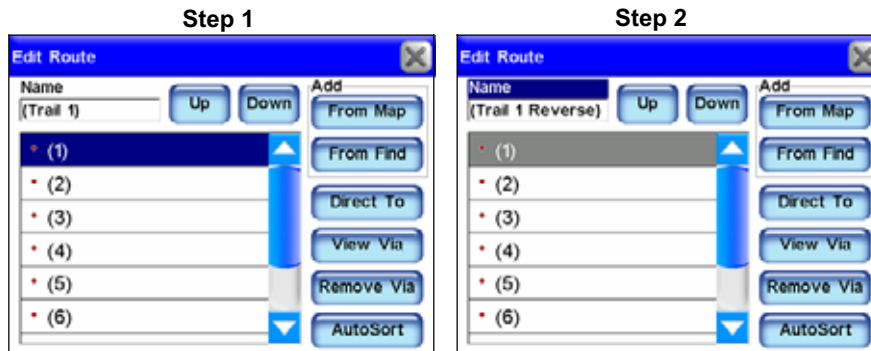 Step 1
Edit Route
Name
(Trail 1)
Up
Down
Add
From Map
From Find
(1)
(2)
(3)
(4)
(5)
(6)
Direct To
View Via
Remove Via
AutoSort
Step 2
Edit Route
Name
(Trail 1 Reverse)
Up
Down
Add
From Map
From Find
(1)
(2)
(3)
(4)
(5)
(6)
Direct To
View Via
Remove Via
AutoSort